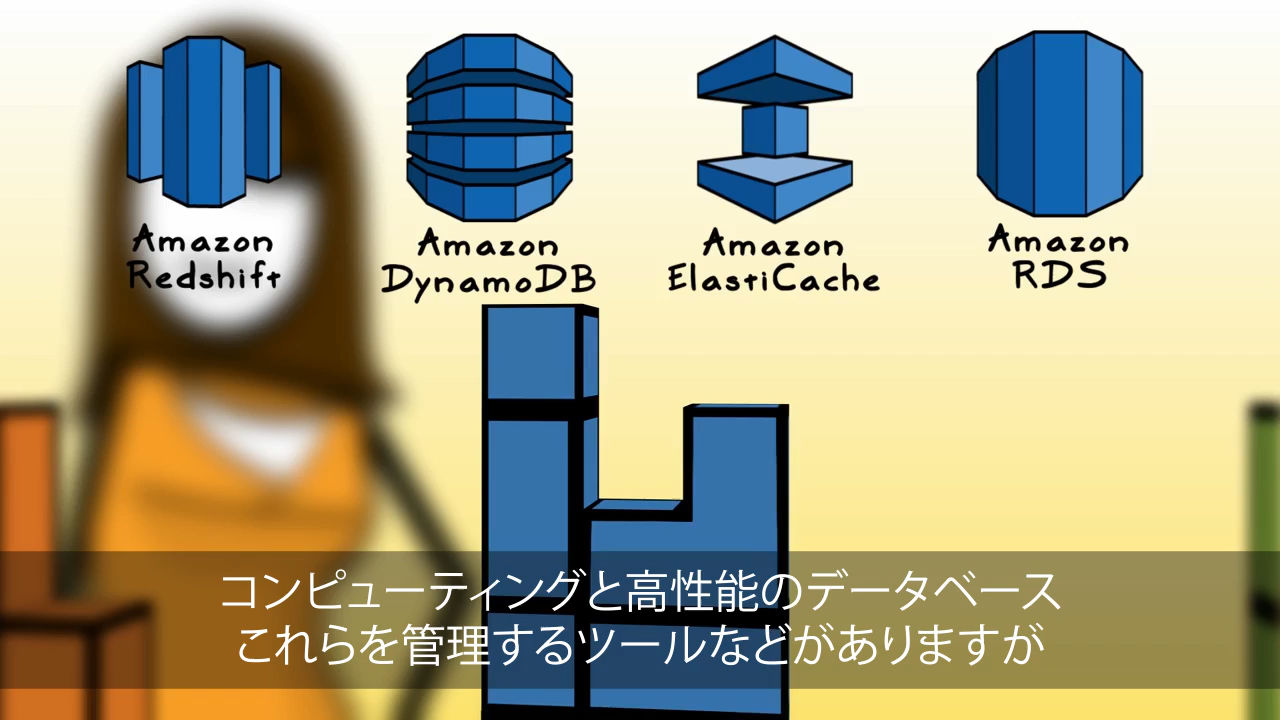 Amazon
Redshift
Amazon
DynamoDB
Amazon
ElastiCache
Amazon
RDS
コンピューティングと高性能のデータベース
これらを管理するツールなどがありますが